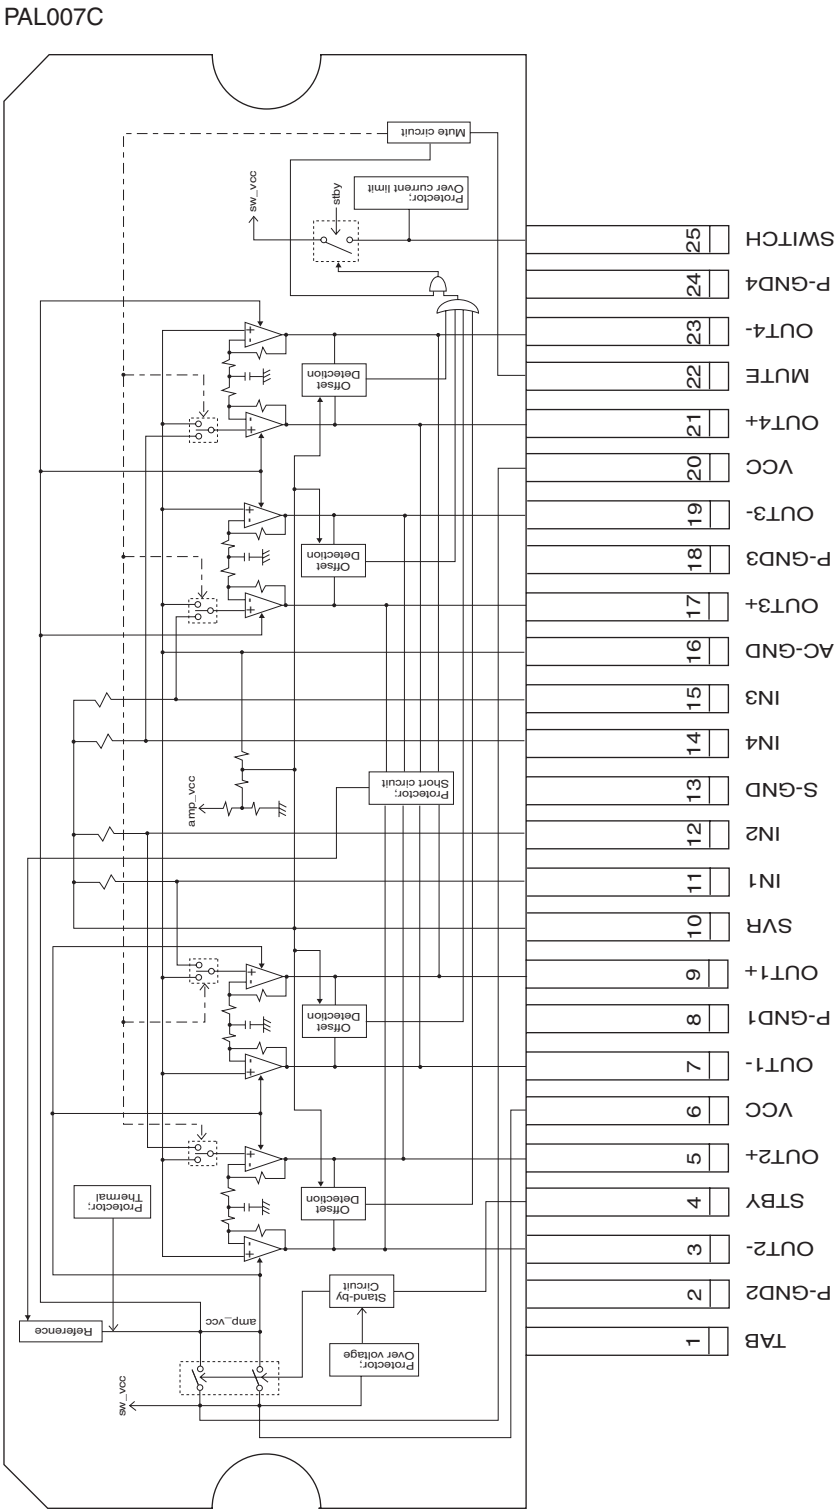 PAL007C
Mute circuit
sw_vcc
stby
Protector;
Over current limit
25 SWITCH
24 P-GND4
23 OUT4-
Offset
Detection
22 MUTE
21 OUT4+
20 VCC
19 OUT3-
Offset
Detection
18 P-GND3
17 OUT3+
16 AC-GND
15 IN3
14 IN4
amp_vcc
Protector;
Short circuit
13 S-GND
12 IN2
11 IN1
10 SVR
9 OUT1+
Offset
Detection
8 P-GND1
7 OUT1-
6 VCC
5 OUT2+
Protector;
Thermal
Offset
Detection
4 STBY
3 OUT2-
Stand-by
Circuit
2 P-GND2
amp_vcc
Reference
1 TAB
Protector;
Over voltage
sw_vcc